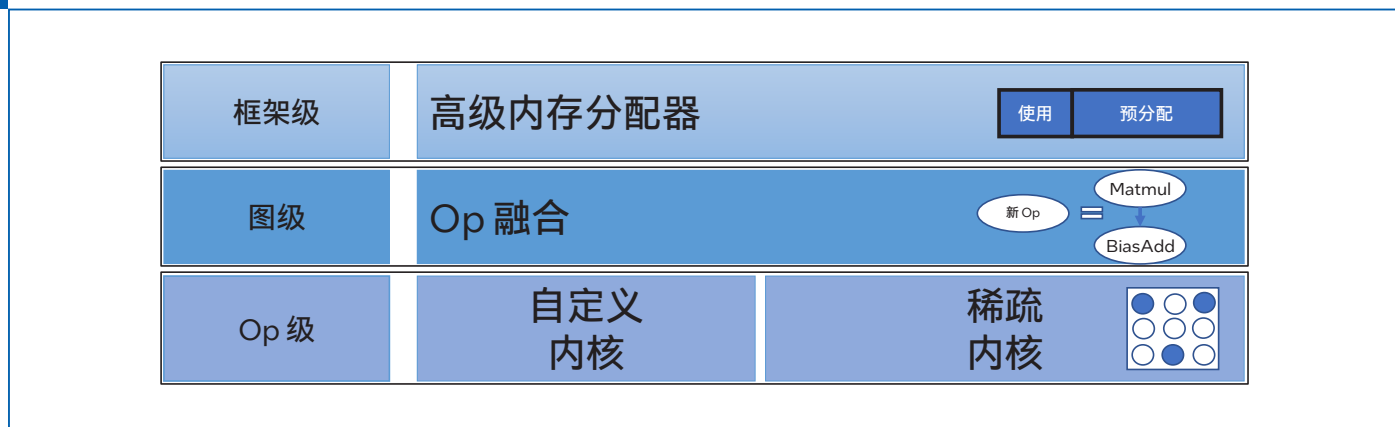 框架级
高级内存分配器
使用
预分配
图级
Op 融合
新 Op
Matmul
BiasAdd
Op 级
自定义
内核
稀疏
内核